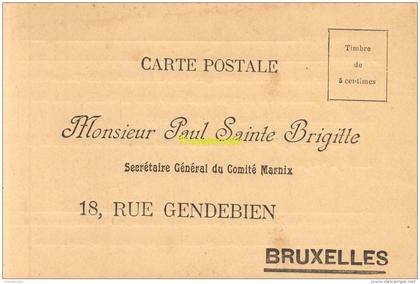 Timbre
de
5 centimes
CARTE POSTALE
Monsieur Paul Sainte Brigitte
Secrétaire Général du Comité Marnix
18, RUE GENDEBIEN
BRUXELLES